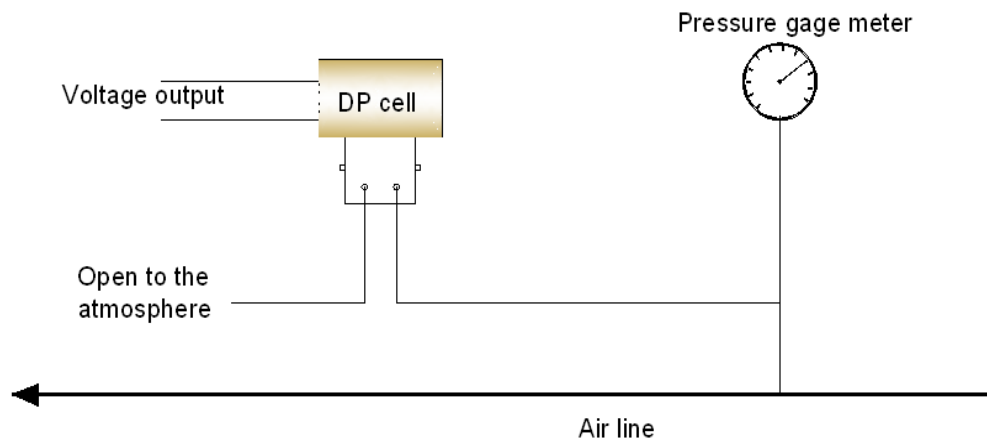 Pressure gage meter
Voltage output
DP cell
Open to the
atmosphere
Air line